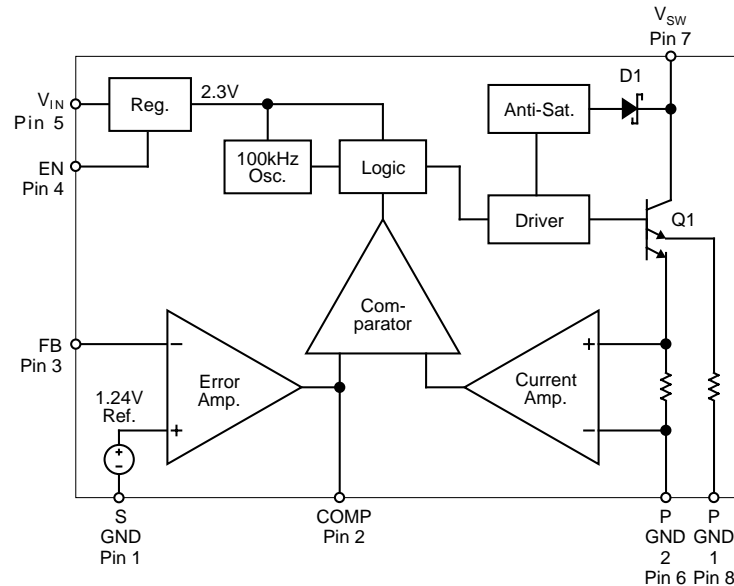 VSW
Pin 7
D1
VIN
Pin 5
Reg.
2.3V
Anti-Sat.
EN
Pin 4
100kHz
Osc.
Logic
Driver
Q1
Com-
parator
FB
Pin 3
–
Error
Amp.
1.24V
Ref.
+
+
–
+
Current
Amp.
–
S
GND
Pin 1
COMP
Pin 2
P
GND
2
Pin 6
P
GND
1
Pin 8